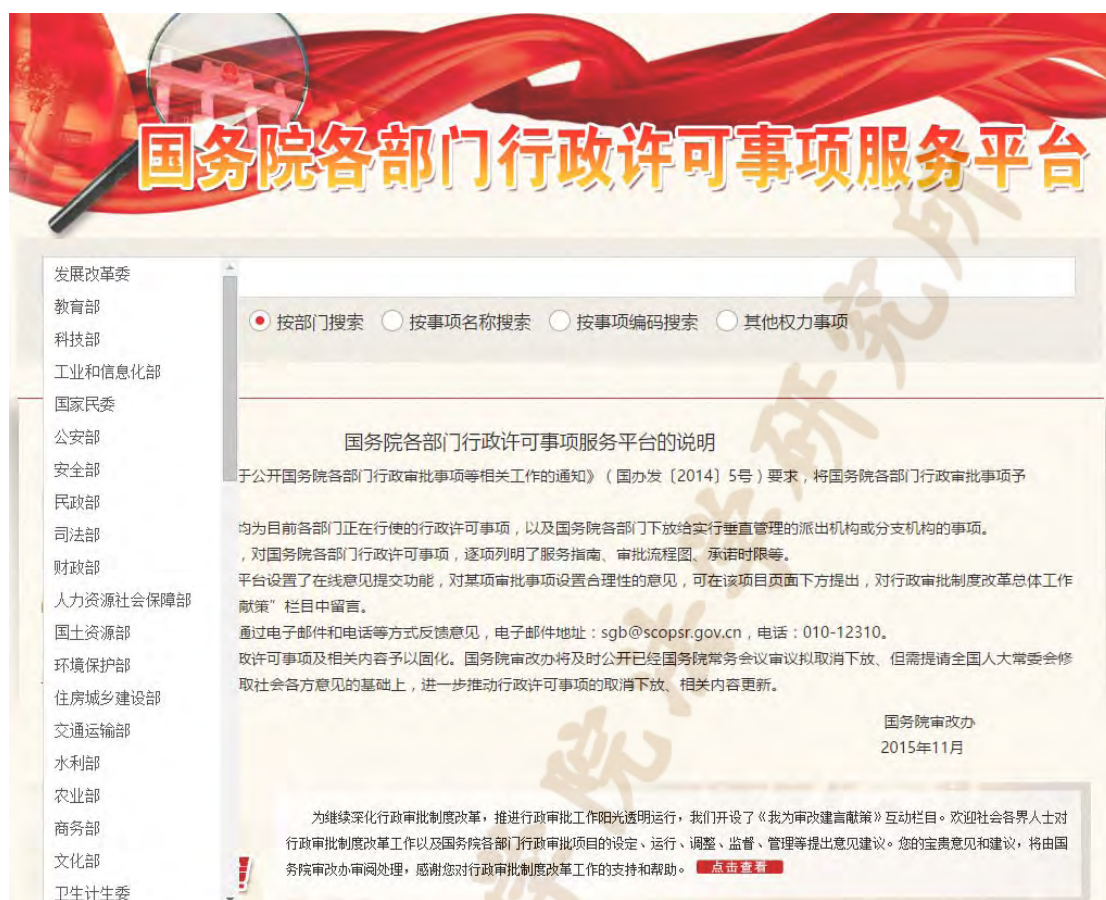 国务院各部门行政许可事项服务平台
发展改革委
教育部
科技部
工业和信息化部
国家民委
公安部
安全部
民政部
司法部
财政部
人力资源社会保障部
国土资源部
环境保护部
住房城乡建设部
交通运输部
水利部
农业部
商务部
文化部
卫生计生委
按部门搜索 按事项名称搜索 按事项编码搜索 其他权力事项
国务院各部门行政许可事项服务平台的说明
于公开国务院各部门行政审批事项等相关工作的通知》（国办发〔2014〕5号）要求，将国务院各部门行政审批事项予
均为目前各部门正在行使的行政许可事项，以及国务院各部门下放给实行垂直管理的派出机构或分支机构的事项。
，对国务院各部门行政许可事项，逐项列明了服务指南、审批流程图、承诺时限等。
平台设置了在线意见提交功能，对某项审批事项设置合理性的意见，可在该项目页面下方提出，对行政审批制度改革总体工作
献策”栏目中留言。
通过电子邮件和电话等方式反馈意见，电子邮件地址：sgb@scopsr.gov.cn，电话：010-12310。
政许可事项及相关内容予以固化。国务院审改办将及时公开已经国务院常务会议审议拟取消下放、但需提请全国人大常委会修
取社会各方意见的基础上，进一步推动行政许可事项的取消下放、相关内容更新。
国务院审改办
2015年11月
为继续深化行政审批制度改革，推进行政审批工作阳光透明运行，我们开设了《我为审改建言献策》互动栏目。欢迎社会各界人士对
行政审批制度改革工作以及国务院各部门行政审批项目的设定、运行、调整、监督、管理等提出意见建议。您的宝贵意见和建议，将由国
务院审改办审阅处理，感谢您对行政审批制度改革工作的支持和帮助。 点击查看
院法学研究所